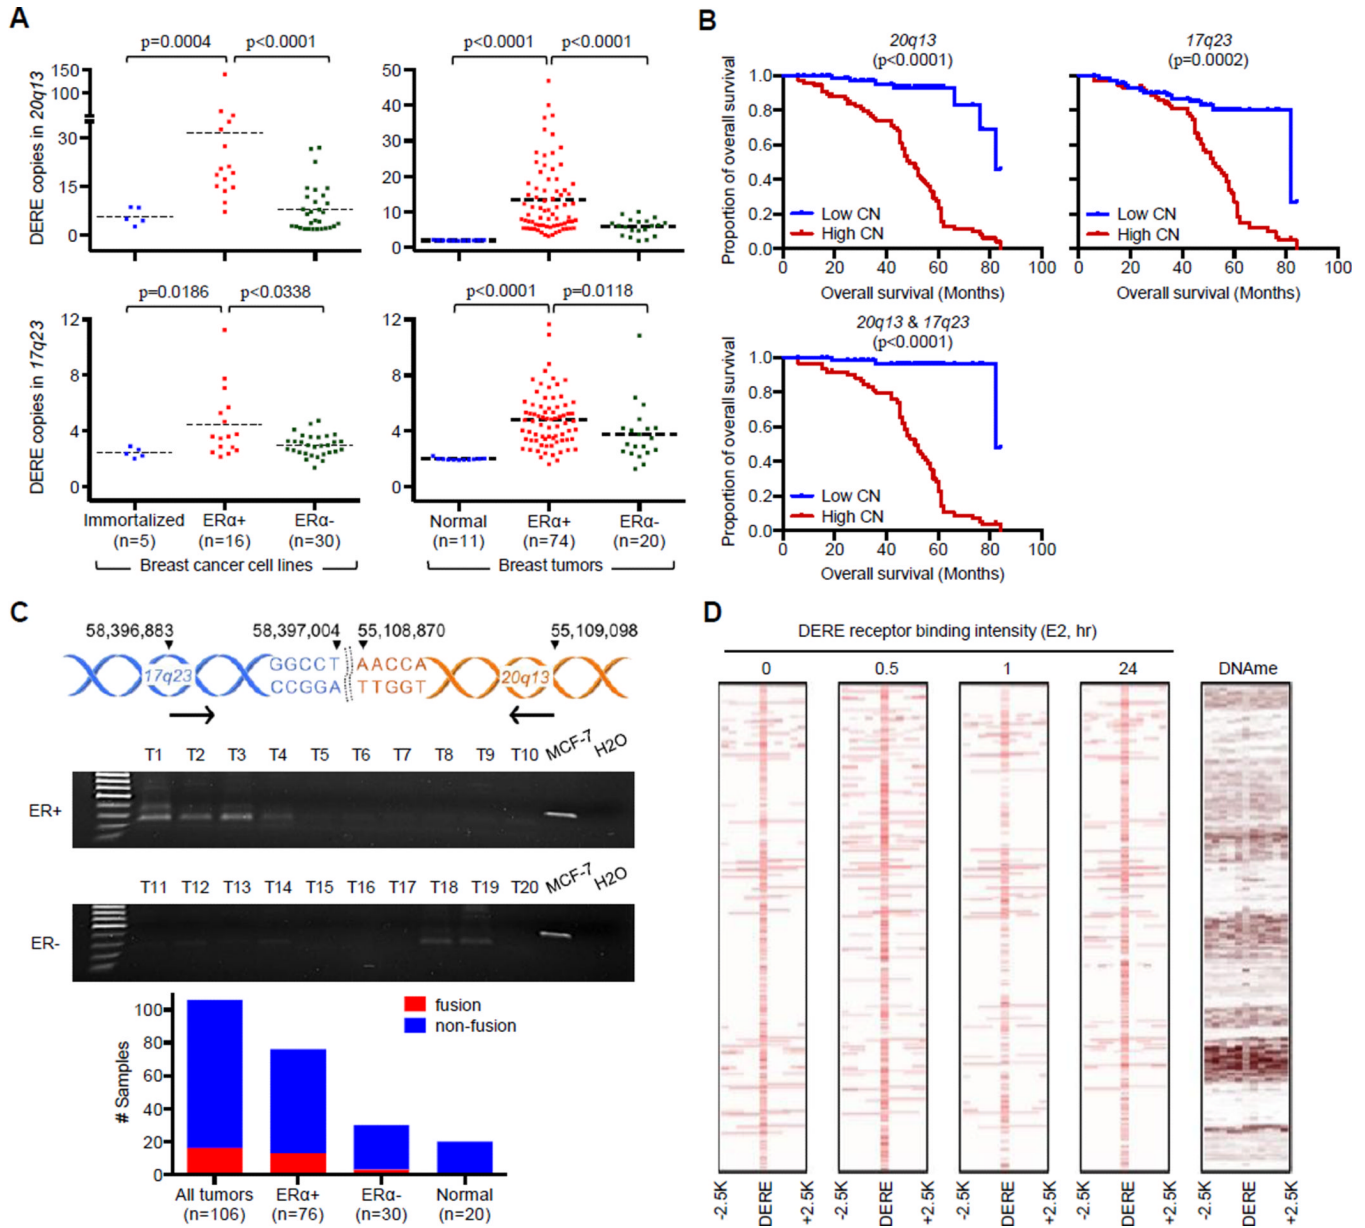 A
p=0.0004 p<0.0001
DERE copies in 20q13
150
100
30
15
0
p<0.0001 p<0.0001
50
40
30
20
10
0
p=0.0186 p<0.0338
DERE copies in 17q23
12
8
4
0
Immortalized (n=5)
ERα+ (n=16)
ERα- (n=30)
Breast cancer cell lines
p<0.0001 p=0.0118
12
8
4
0
Normal (n=11)
ERα+ (n=74)
ERα- (n=20)
Breast tumors
B
20q13
(p<0.0001)
Proportion of overall survival
1.0
0.8
0.6
0.4
0.2
0.0
Low CN
High CN
0 20 40 60 80 100
Overall survival (Months)
17q23
(p=0.0002)
1.0
0.8
0.6
0.4
0.2
0.0
Low CN
High CN
0 20 40 60 80 100
Overall survival (Months)
20q13 & 17q23
(p<0.0001)
Proportion of overall survival
1.0
0.8
0.6
0.4
0.2
0.0
Low CN
High CN
0 20 40 60 80 100
Overall survival (Months)
C
58,396,883 58,397,004 55,108,870 55,109,098
17q23 GGCCT AACCA 20q13
CCGGA TTGGT
T1 T2 T3 T4 T5 T6 T7 T8 T9 T10 MCF-7 H2O
ER+
T11 T12 T13 T14 T15 T16 T17 T18 T19 T20 MCF-7 H2O
ER-
# Samples
100
80
60
40
20
0
fusion
non-fusion
All tumors (n=106)
ERα+ (n=76)
ERα- (n=30)
Normal (n=20)
D
DERE receptor binding intensity (E2, hr)
0 0.5 1 24 DNAme
-2.5K DERE +2.5K
-2.5K DERE +2.5K
-2.5K DERE +2.5K
-2.5K DERE +2.5K
-2.5K DERE +2.5K